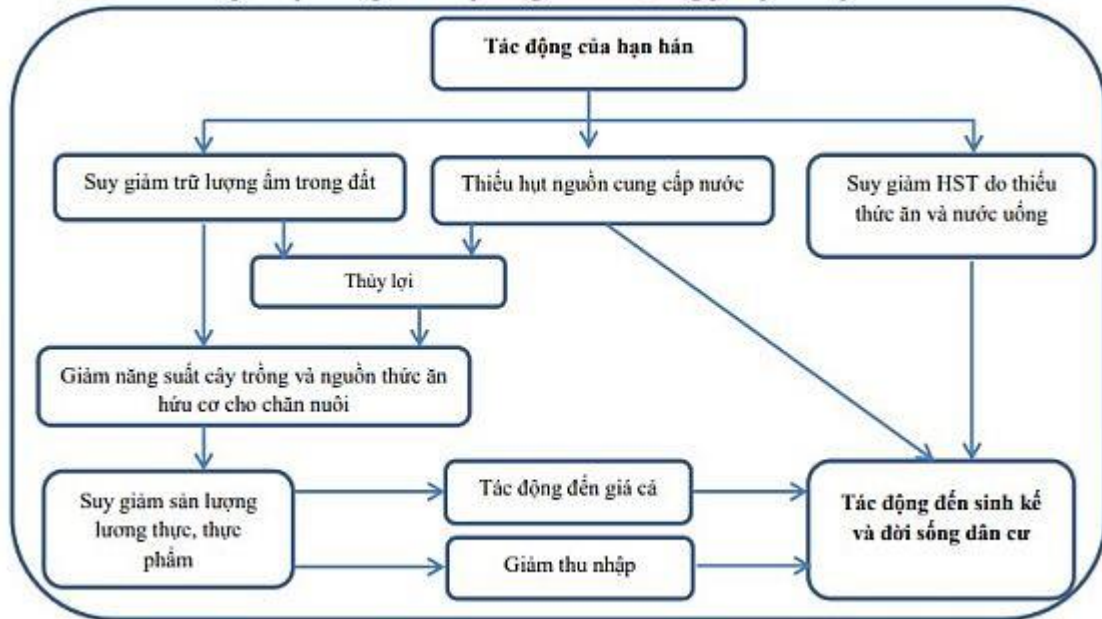 Tác động của hạn hán
Suy giảm trữ lượng ẩm trong đất
Thiếu hụt nguồn cung cấp nước
Suy giảm HST do thiếu
thức ăn và nước uống
Thủy lợi
Giảm năng suất cây trồng và nguồn thức ăn
hữu cơ cho chăn nuôi
Suy giảm sản lượng
lương thực, thực
phẩm
Tác động đến giá cả
Giảm thu nhập
Tác động đến sinh kế
và đời sống dân cư